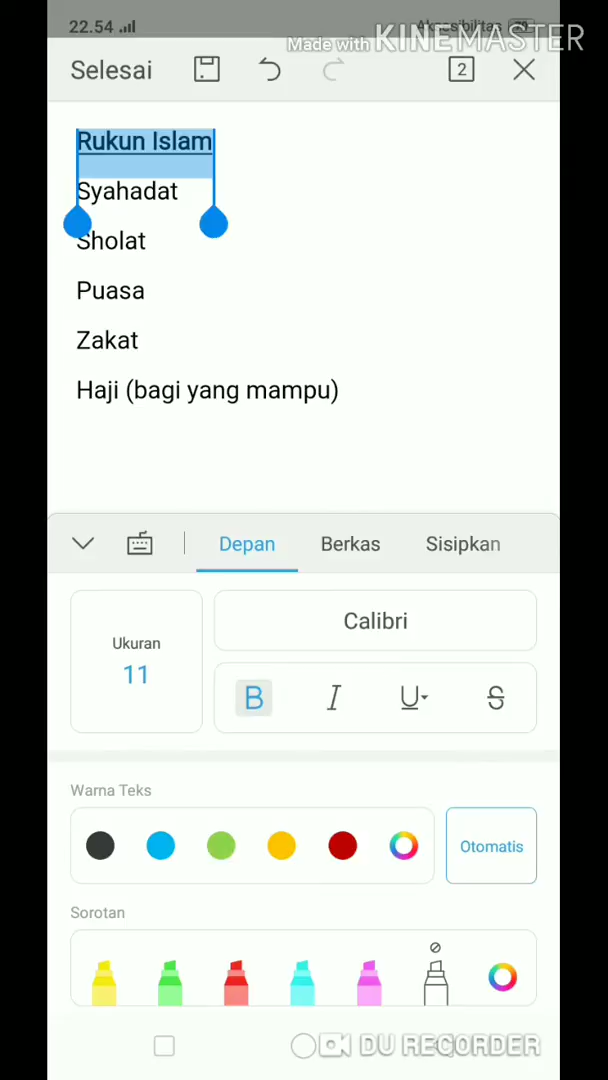 22.54
Aksesibilitas
Made with KINEMASTER
Selesai
2
Rukun Islam
Syahadat
Sholat
Puasa
Zakat
Haji (bagi yang mampu)
Depan Berkas Sisipkan
Ukuran
11
Calibri
B I U S
Warna Teks
Otomatis
Sorotan
DU RECORDER